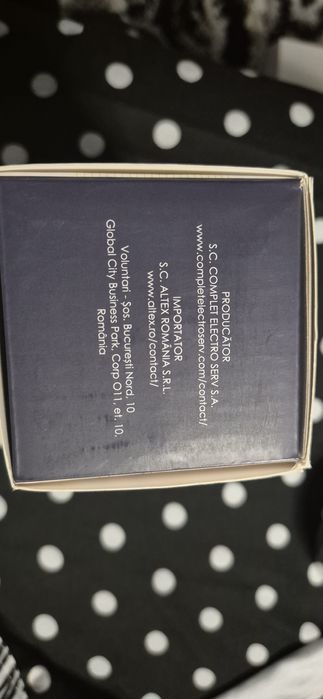 PRODUCĂTOR
S.C. COMPLET ELECTRO SERV S.A.
www.completelectroserv.com/contact/
IMPORTATOR
S.C. ALTEX ROMÂNIA S.R.L.
www.altex.ro/contact/
Voluntari - Șos. București Nord, 10
Global City Business Park, Corp O11, et. 10,
România